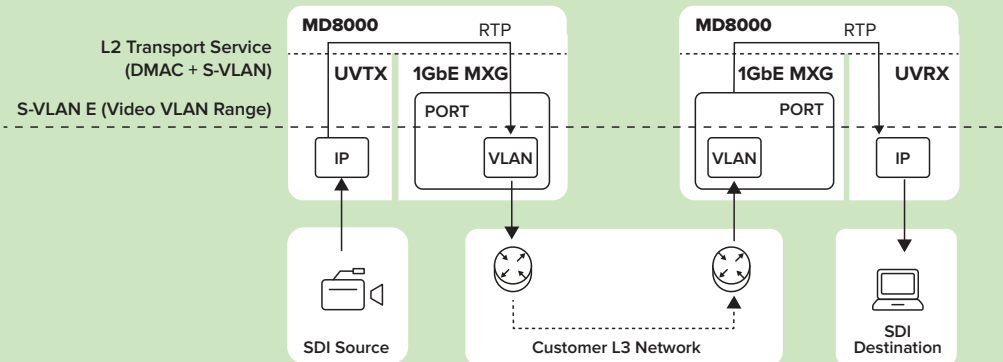 MD8000
RTP
L2 Transport Service
(DMAC + S-VLAN)
UVTX
1GbE MXG
S-VLAN E (Video VLAN Range)
PORT
IP
VLAN
MD8000
RTP
1GbE MXG
UVRX
PORT
VLAN
IP
SDI Source
Customer L3 Network
SDI
Destination